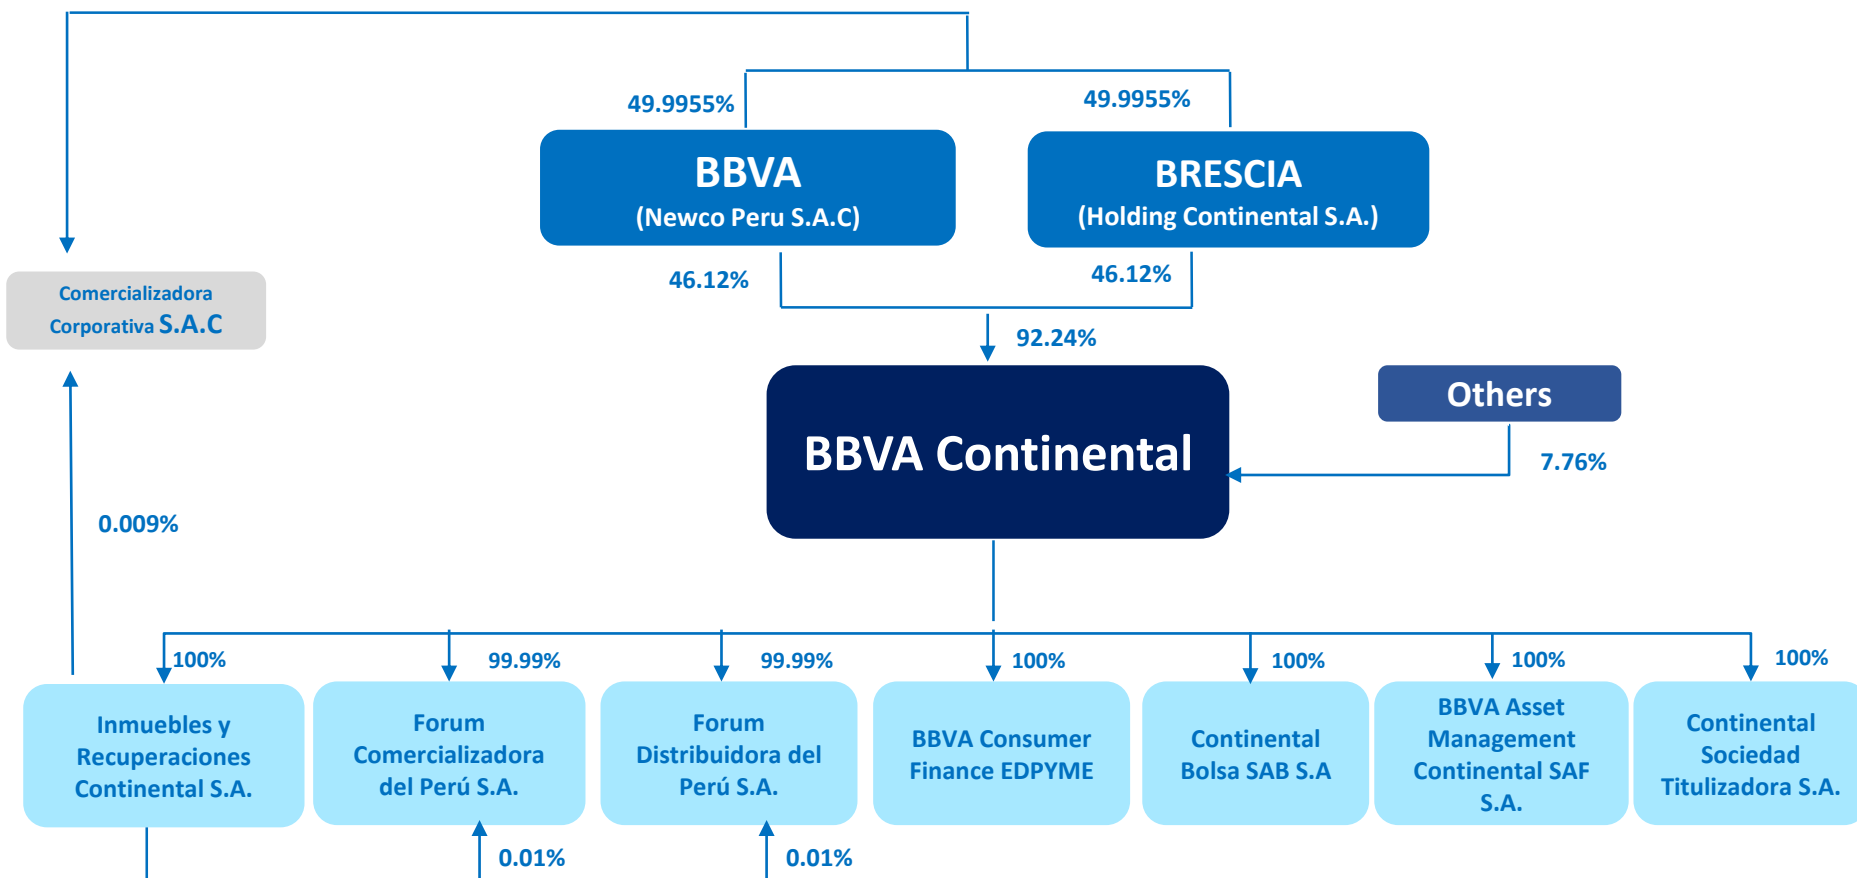 49.9955%
49.9955%
BBVA
(Newco Peru S.A.C)
BRESCIA
(Holding Continental S.A.)
46.12%
46.12%
Comercializadora
Corporativa S.A.C
92.24%
Others
BBVA Continental
7.76%
0.009%
100%
99.99%
99.99%
100%
100%
100%
100%
Inmuebles y
Recuperaciones
Continental S.A.
Forum
Comercializadora
del Perú S.A.
Forum
Distribuidora del
Perú S.A.
BBVA Consumer
Finance EDPYME
Continental
Bolsa SAB S.A
BBVA Asset
Management
Continental SAF
S.A.
Continental
Sociedad
Titulizadora S.A.
0.01%
0.01%